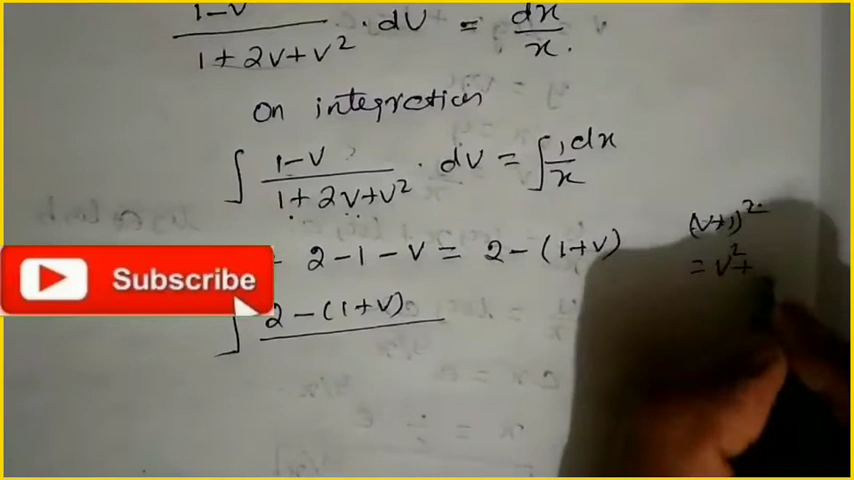 1-v / 1+2v+v² · dv = dx / x.
On integration
∫ 1-v / 1+2v+v² · dv = ∫ 1/x dx
- 2-1-v = 2-(1+v)
(v+1)²
= v²+
Subscribe
∫ 2-(1+v)